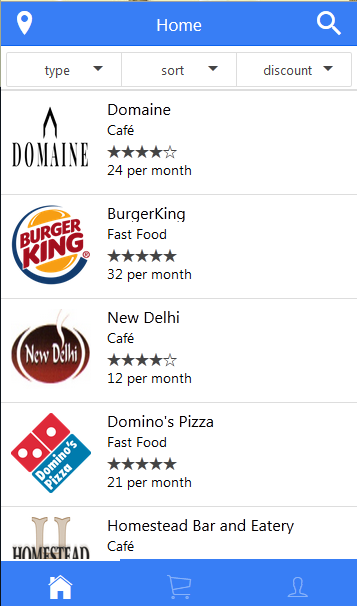 Home
type sort discount
DOMAINE
Domaine
Café
★★★★☆
24 per month
BURGER
KING
BurgerKing
Fast Food
★★★★★
32 per month
New Delhi
New Delhi
Café
★★★★☆
12 per month
Domino's
Pizza
Domino's Pizza
Fast Food
★★★★★
21 per month
HOMESTEAD
Homestead Bar and Eatery
Café